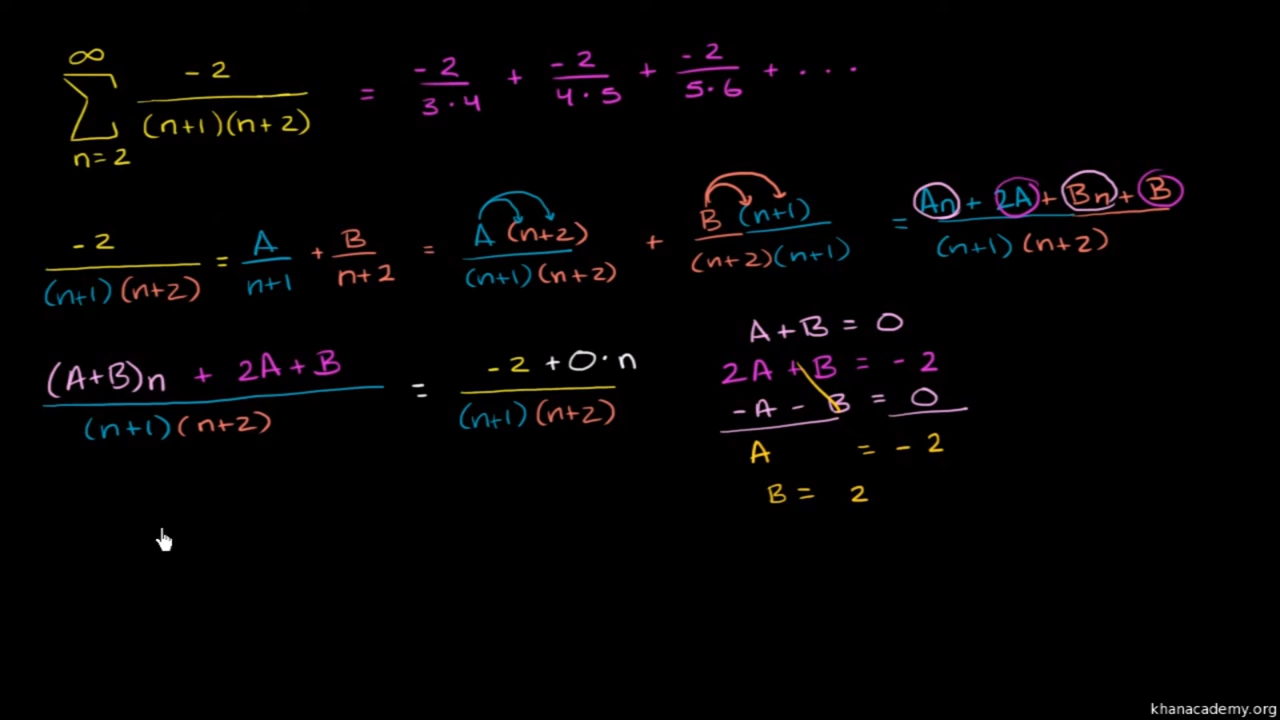 ∞
∑ -2 / (n+1)(n+2) = -2 / 3·4 + -2 / 4·5 + -2 / 5·6 + ...
n=2
-2 / (n+1)(n+2) = A / n+1 + B / n+2 = A(n+2) / (n+1)(n+2) + B(n+1) / (n+2)(n+1) = An + 2A + Bn + B / (n+1)(n+2)
(A+B)n + 2A+B / (n+1)(n+2) = -2 + 0·n / (n+1)(n+2)
A+B = 0
2A + B = -2
-A - B = 0
A = -2
B = 2
khanacademy.org